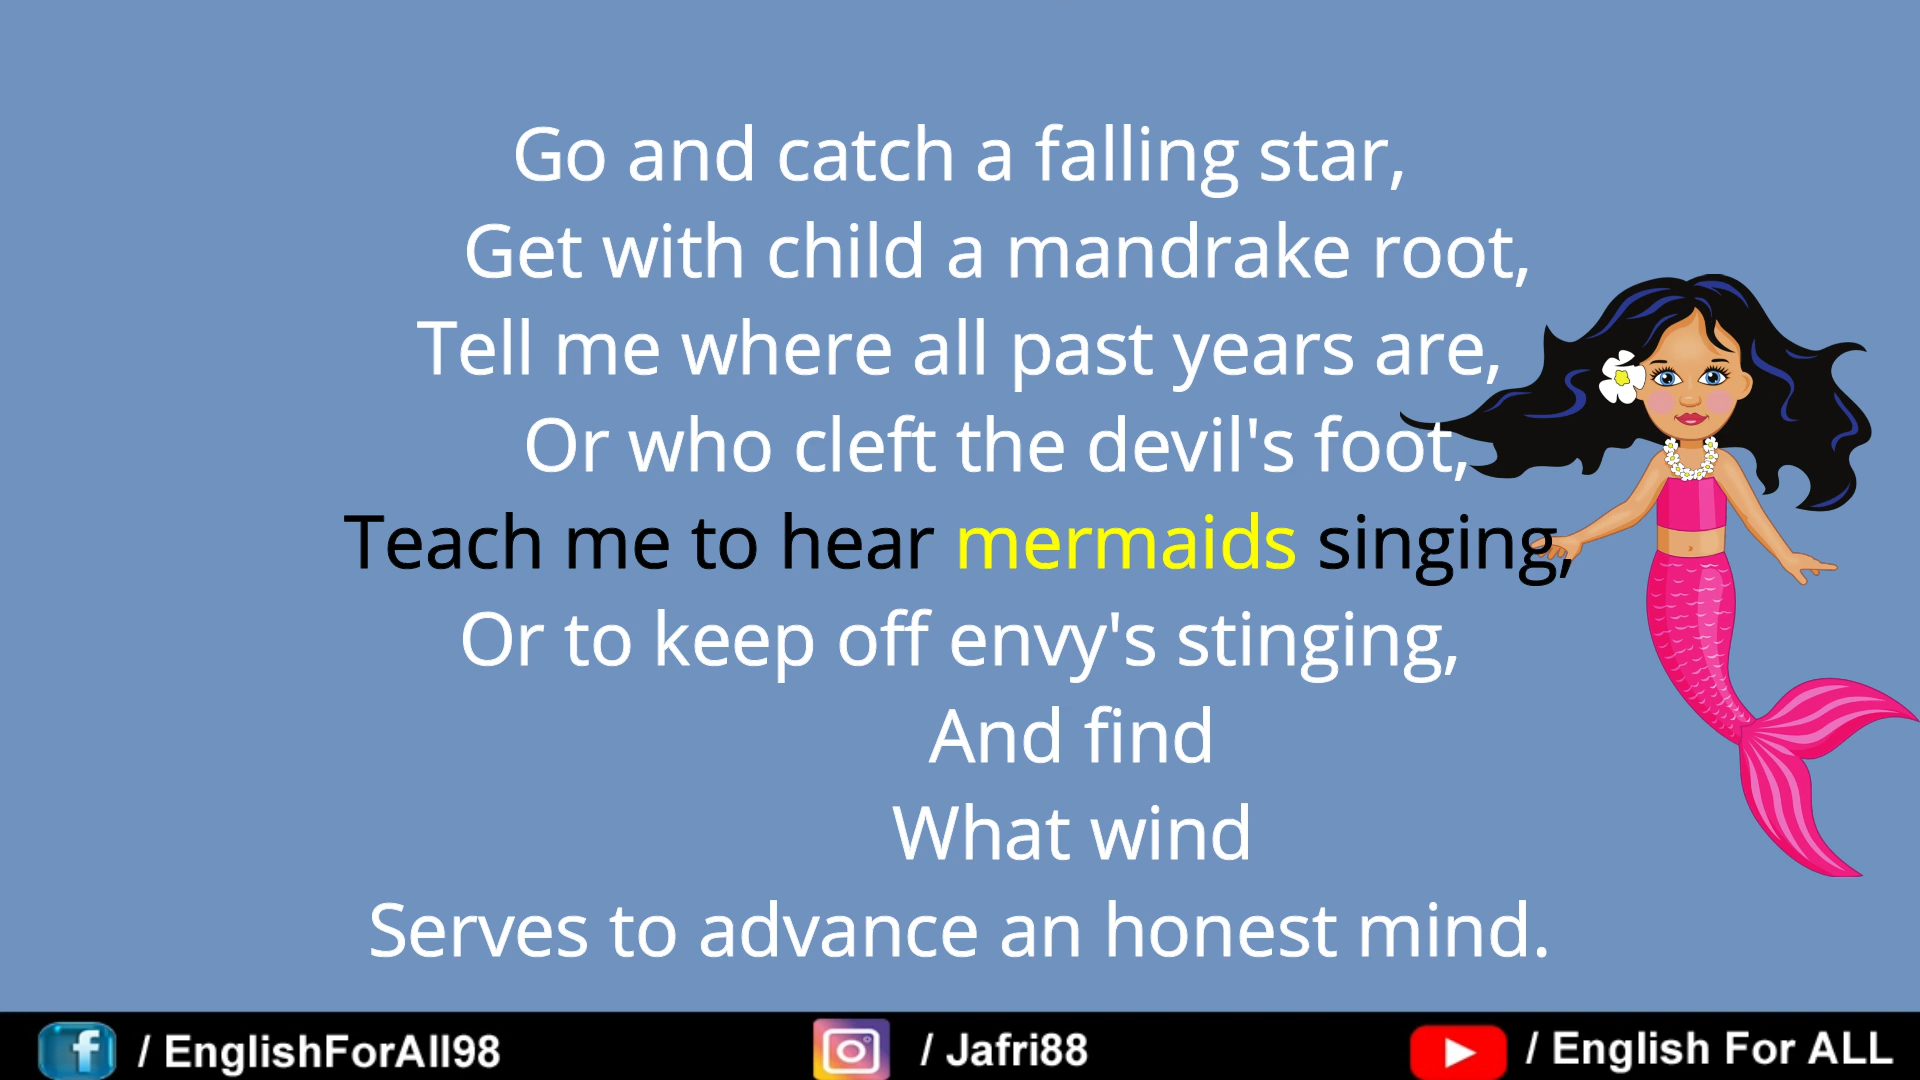 Go and catch a falling star,
Get with child a mandrake root,
Tell me where all past years are,
Or who cleft the devil's foot,
Teach me to hear mermaids singing,
Or to keep off envy's stinging,
And find
What wind
Serves to advance an honest mind.
/ EnglishForAll98 / Jafri88 / English For ALL